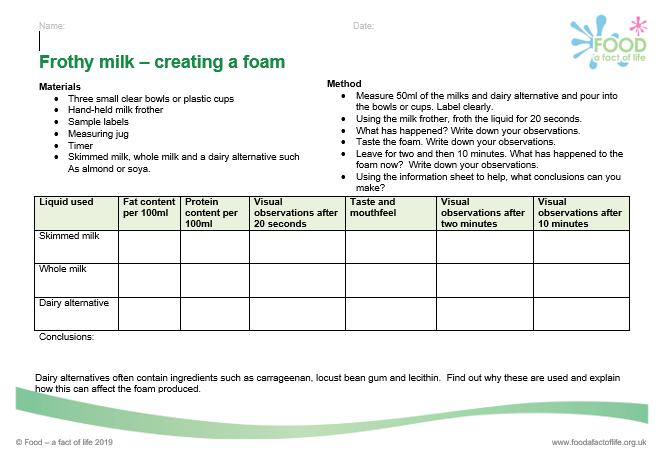 Name:
Date:
FOOD
a fact of life
Frothy milk – creating a foam
Materials
Three small clear bowls or plastic cups
Hand-held milk frother
Sample labels
Measuring jug
Timer
Skimmed milk, whole milk and a dairy alternative such
As almond or soya.
Method
Measure 50ml of the milks and dairy alternative and pour into
the bowls or cups. Label clearly.
Using the milk frother, froth the liquid for 20 seconds.
What has happened? Write down your observations.
Taste the foam. Write down your observations.
Leave for two and then 10 minutes. What has happened to the
foam now? Write down your observations.
Using the information sheet to help, what conclusions can you
make?
Liquid used
Fat content
per 100ml
Protein
content per
100ml
Visual
observations after
20 seconds
Taste and
mouthfeel
Visual
observations after
two minutes
Visual
observations after
10 minutes
Skimmed milk
Whole milk
Dairy alternative
Conclusions:
Dairy alternatives often contain ingredients such as carrageenan, locust bean gum and lecithin. Find out why these are used and explain
how this can affect the foam produced.
© Food – a fact of life 2019
www.foodafactoflife.org.uk